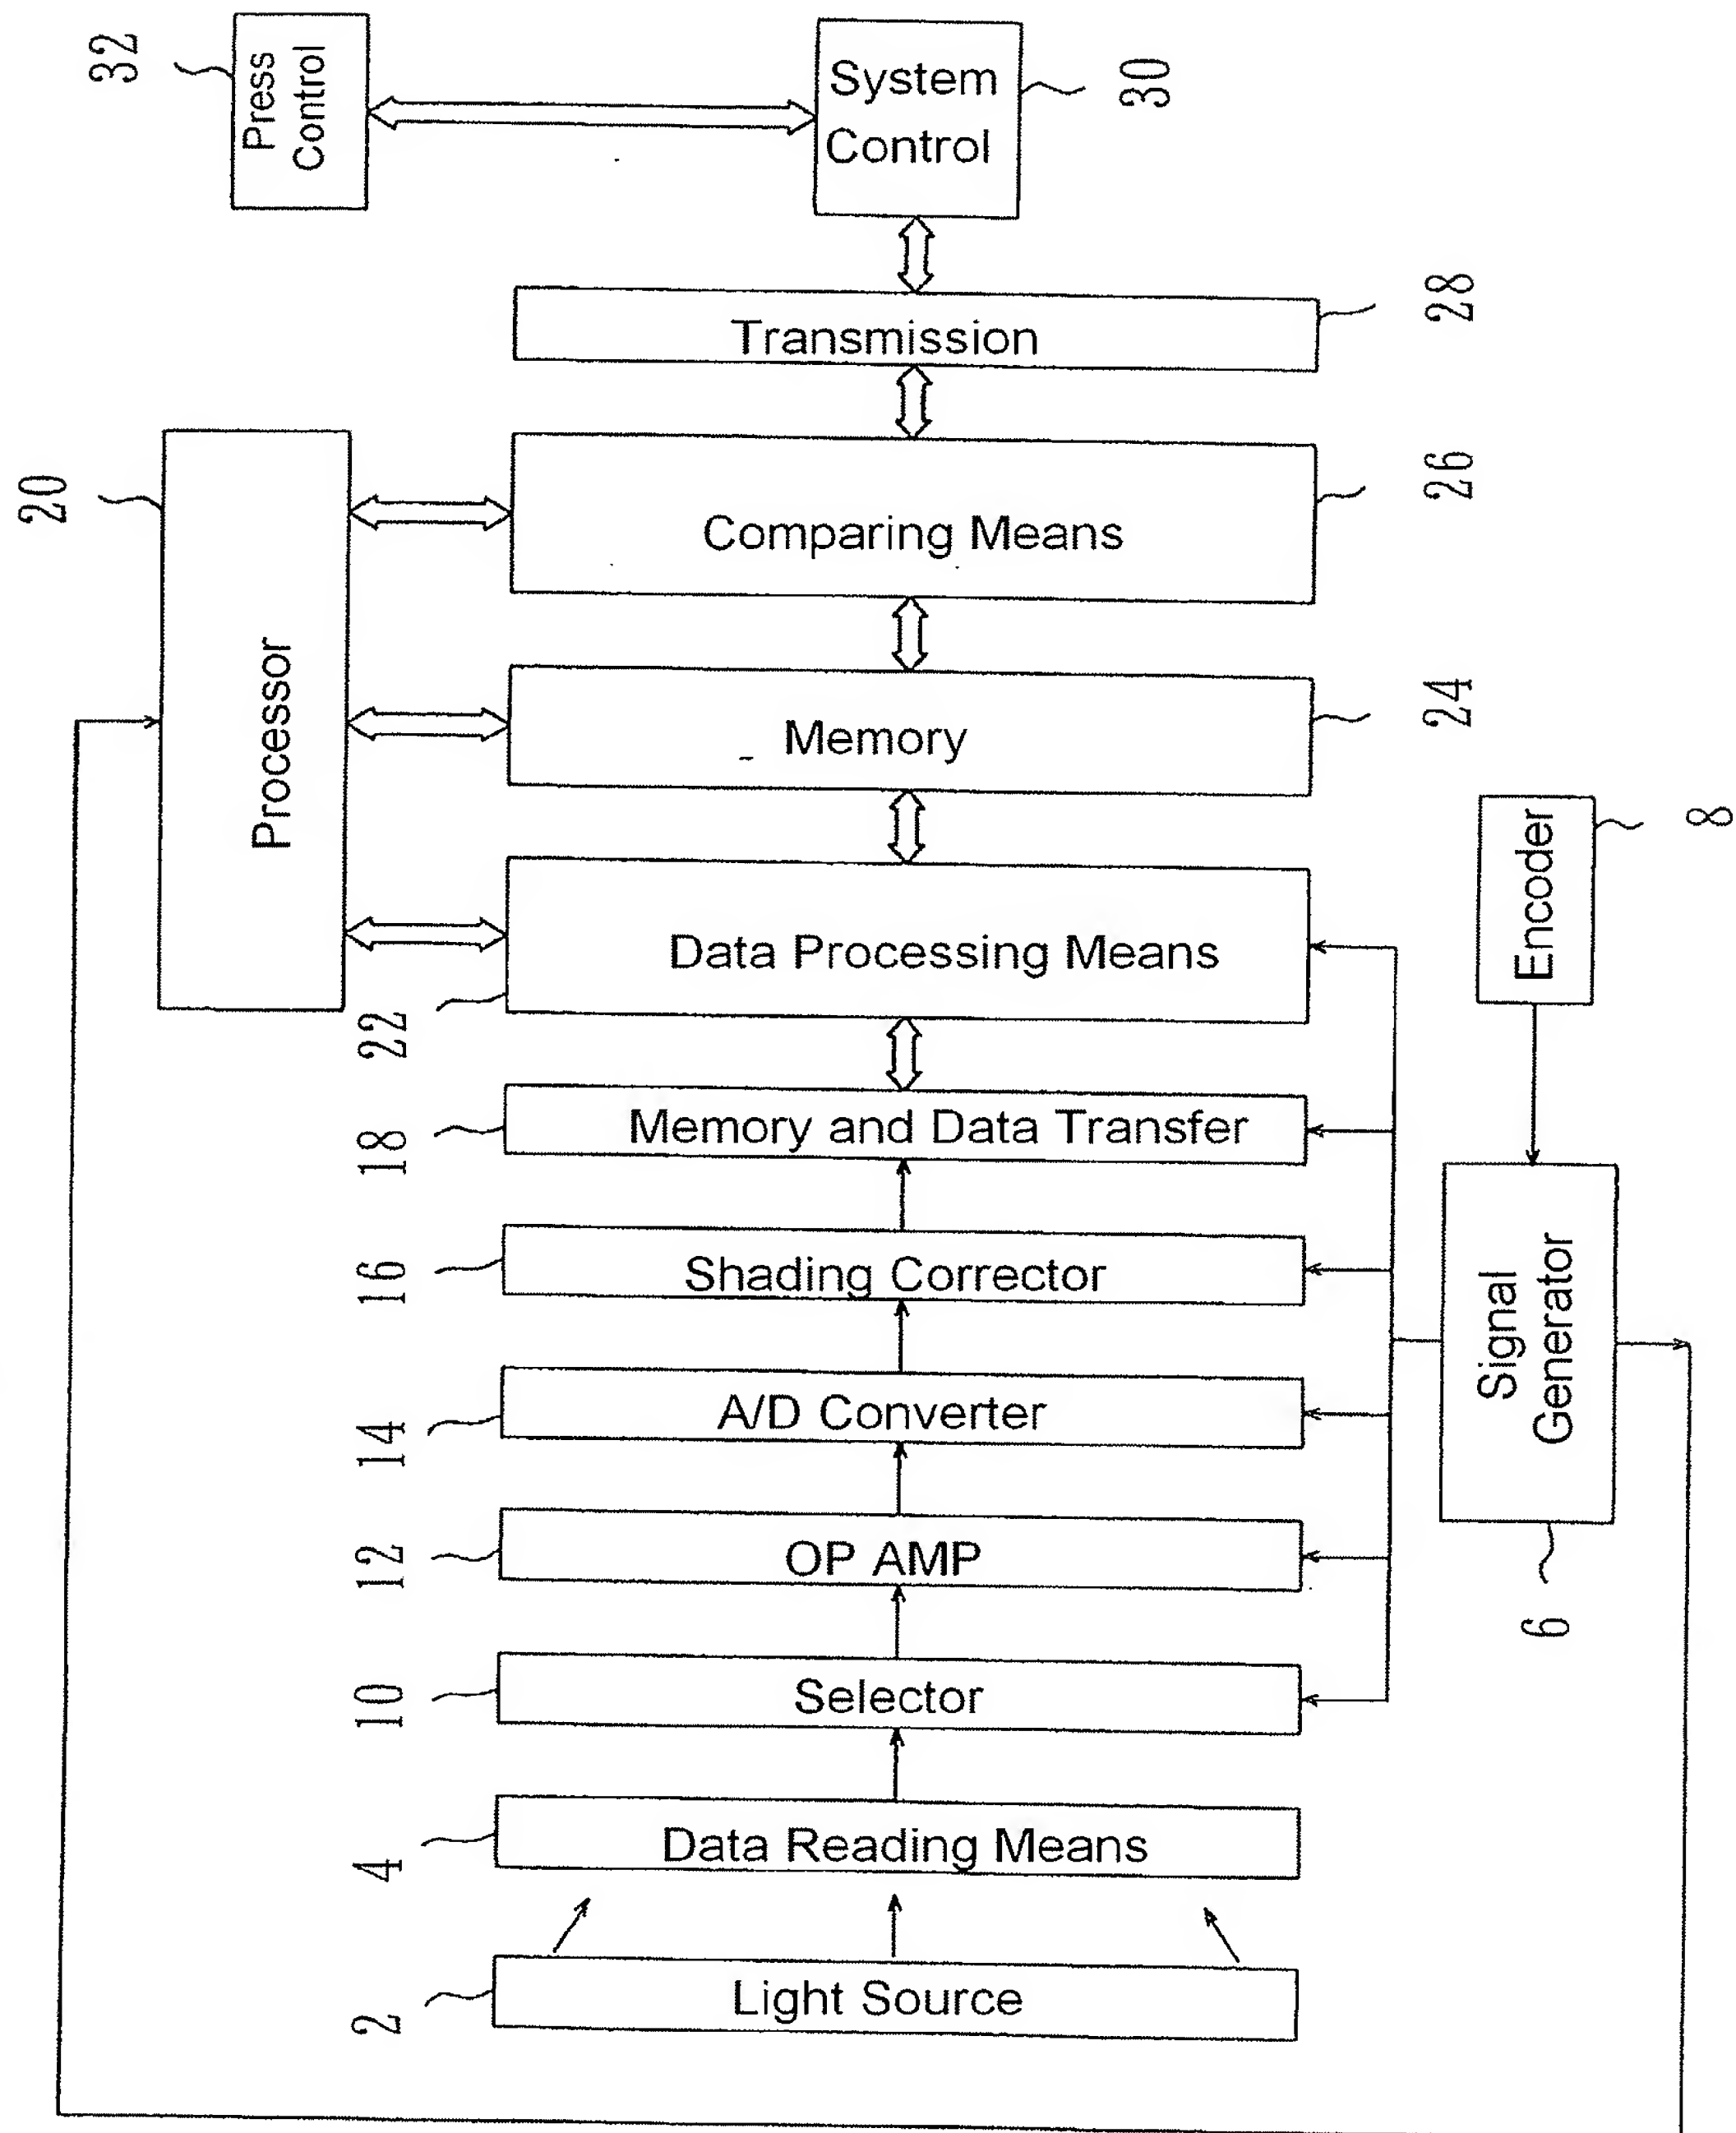 32
Press
Control
System
Control
30
Transmission
28
20
Processor
Comparing Means
26
Memory
24
Data Processing Means
22
Encoder
8
Memory and Data Transfer
18
Shading Corrector
16
Signal
Generator
6
A/D Converter
14
OP AMP
12
Selector
10
Data Reading Means
4
Light Source
2